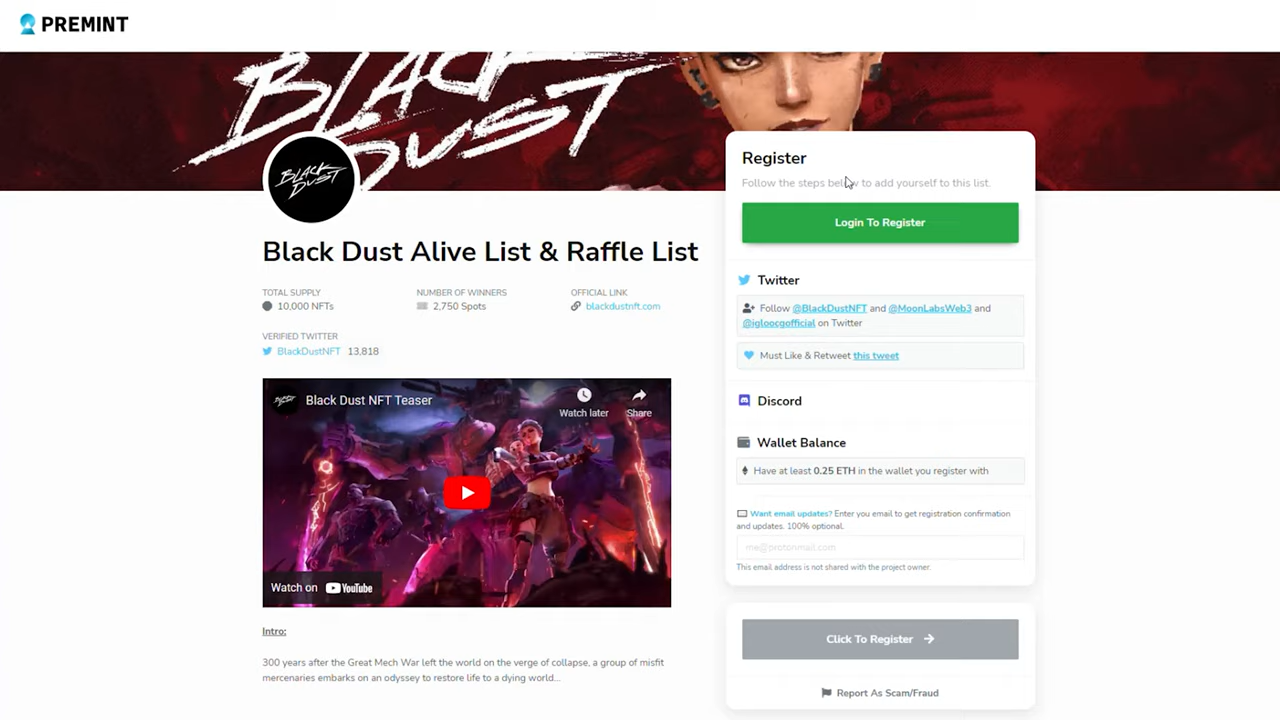 PREMINT
BLACK
DUST
BLACK
DUST
Black Dust Alive List & Raffle List
TOTAL SUPPLY
10,000 NFTs
NUMBER OF WINNERS
2,750 Spots
OFFICIAL LINK
blackdustnft.com
VERIFIED TWITTER
BlackDustNFT 13,818
BLACK
DUST
Black Dust NFT Teaser
Watch later
Share
Watch on YouTube
Intro:
300 years after the Great Mech War left the world on the verge of collapse, a group of misfit
mercenaries embarks on an odyssey to restore life to a dying world...
Register
Follow the steps below to add yourself to this list.
Login To Register
Twitter
Follow @BlackDustNFT and @MoonLabsWeb3 and
@igloocgofficial on Twitter
Must Like & Retweet this tweet
Discord
Wallet Balance
Have at least 0.25 ETH in the wallet you register with
Want email updates? Enter you email to get registration confirmation
and updates. 100% optional.
me@protonmail.com
This email address is not shared with the project owner.
Click To Register
Report As Scam/Fraud